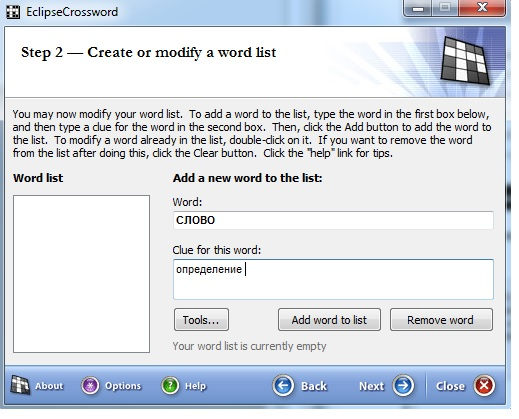 EclipseCrossword
Step 2 — Create or modify a word list
You may now modify your word list. To add a word to the list, type the word in the first box below,
and then type a clue for the word in the second box. Then, click the Add button to add the word to
the list. To modify a word already in the list, double-click on it. If you want to remove the word
from the list after doing this, click the Clear button. Click the "help" link for tips.
Word list
Add a new word to the list:
Word:
СЛОВО
Clue for this word:
определение
Tools...
Add word to list
Remove word
Your word list is currently empty
About
Options
Help
Back
Next
Close